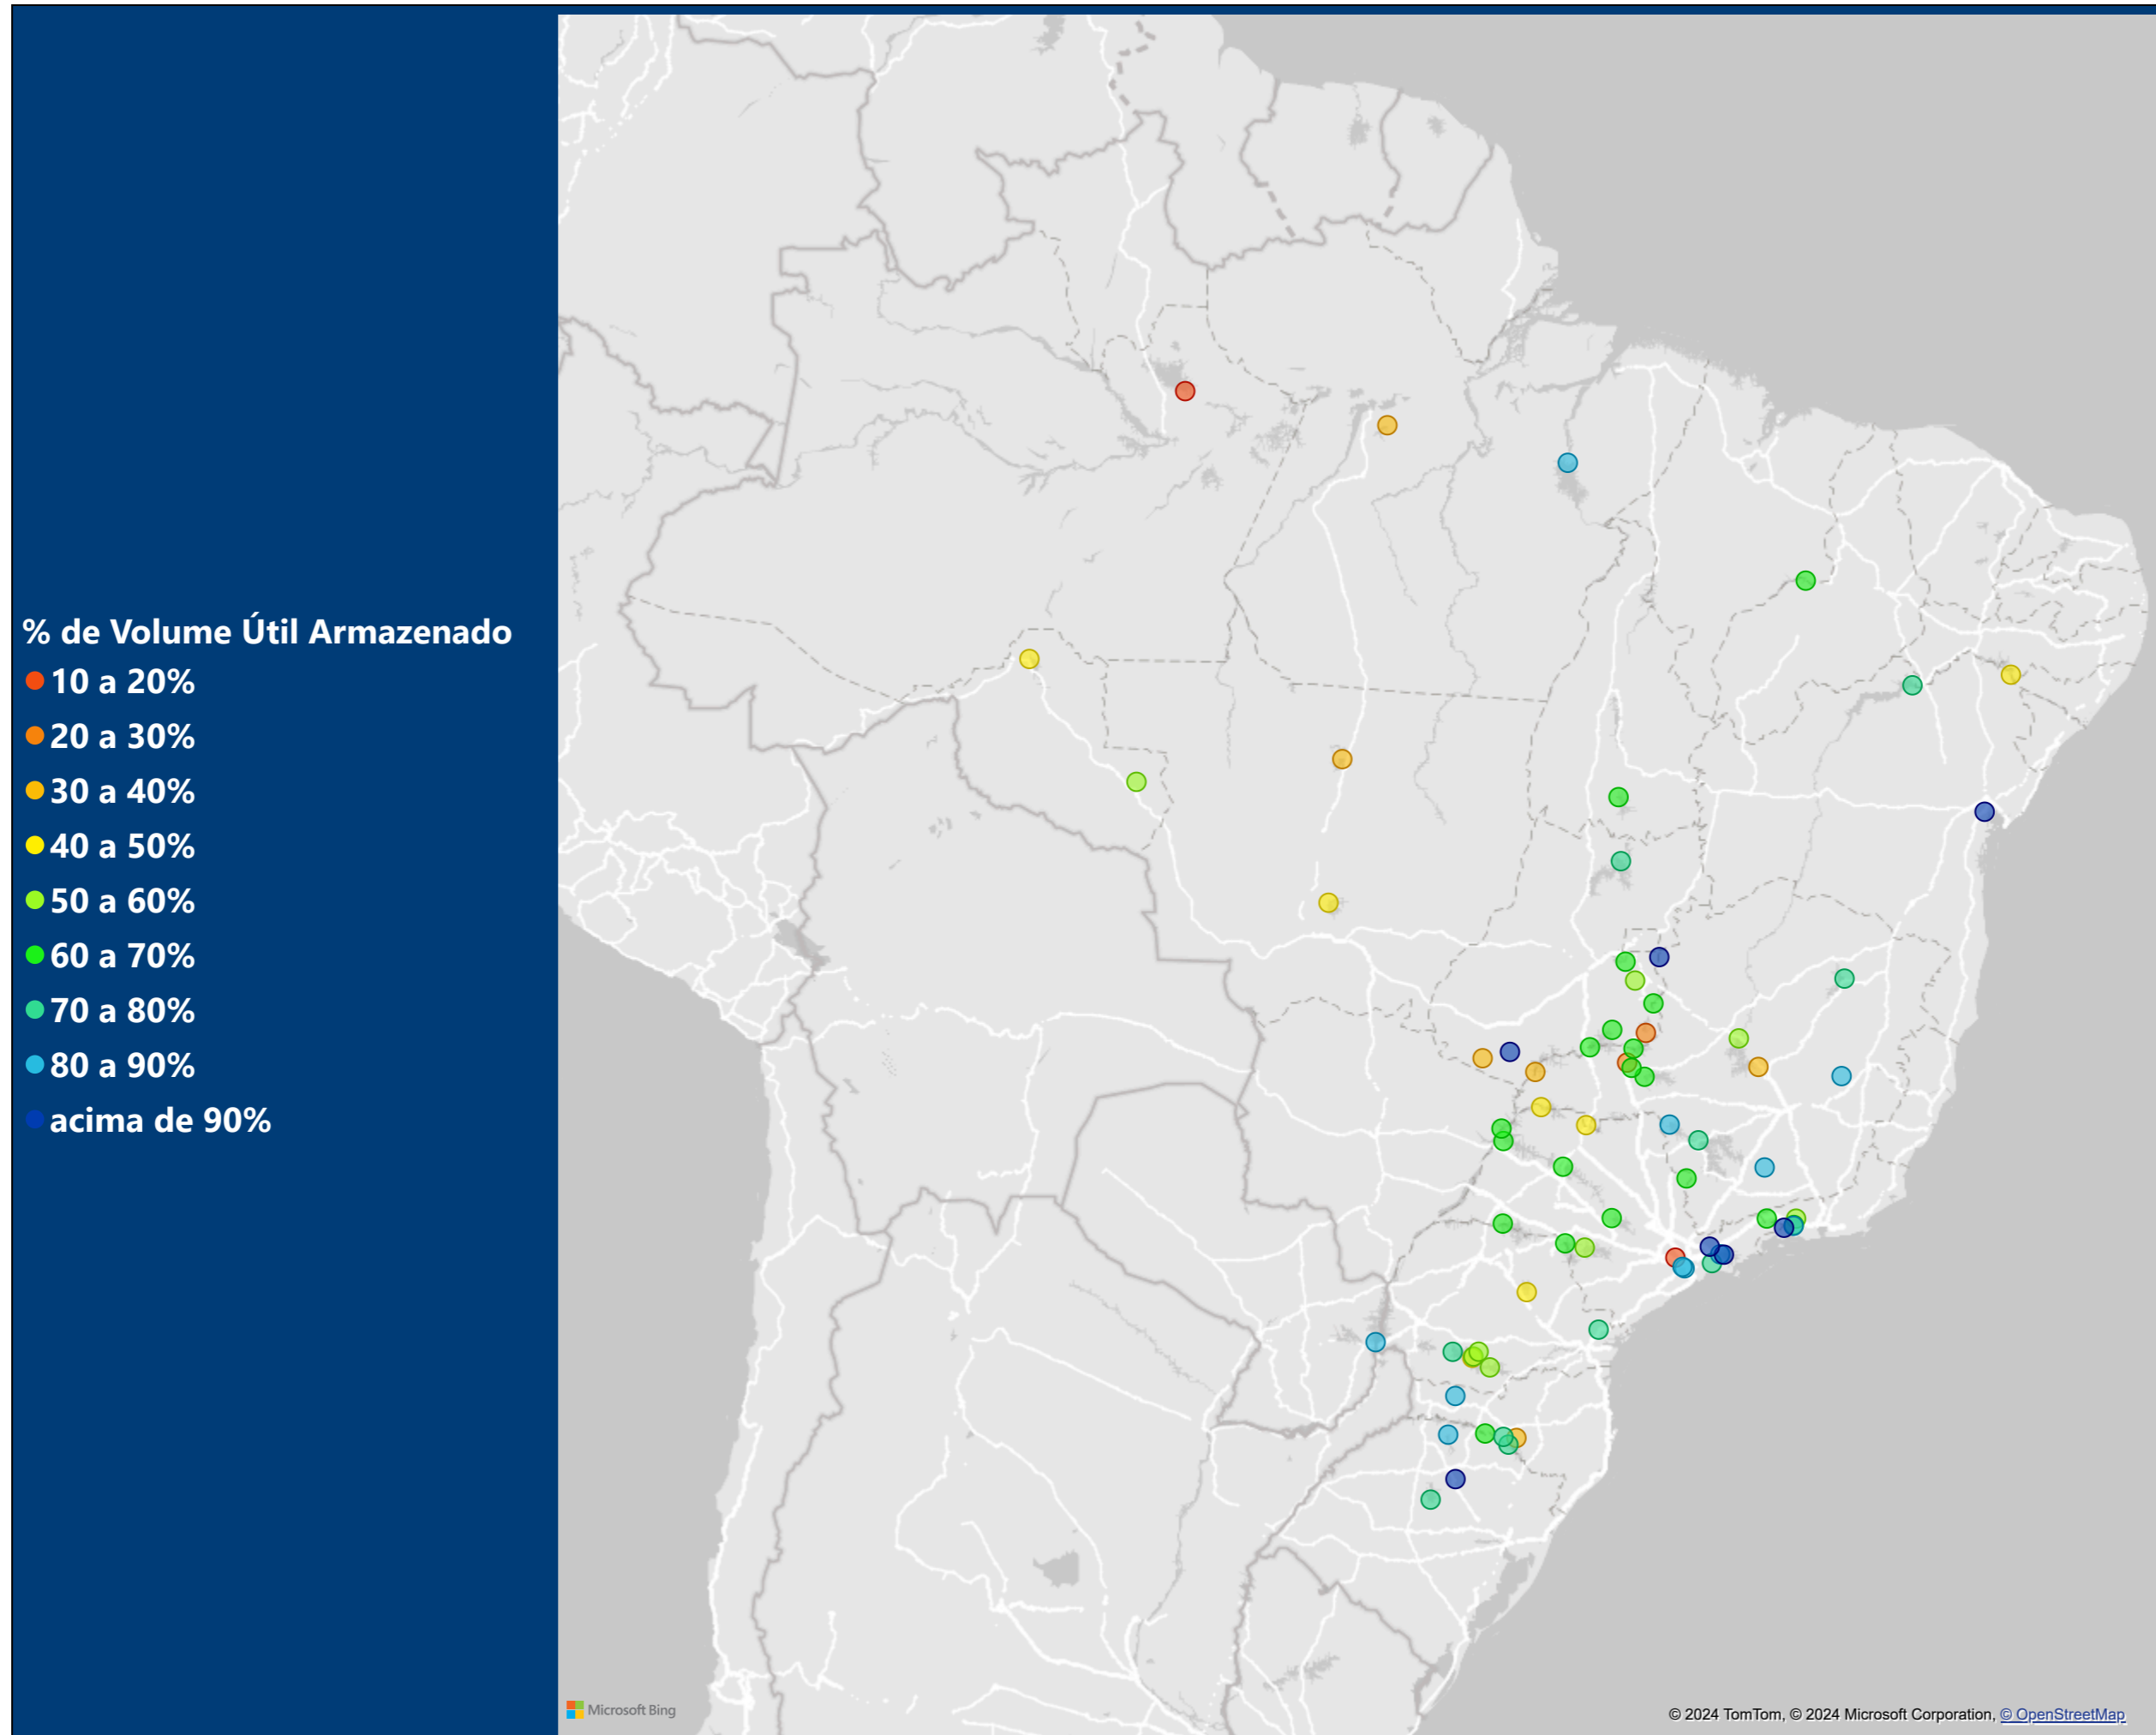 % de Volume Útil Armazenado
10 a 20%
20 a 30%
30 a 40%
40 a 50%
50 a 60%
60 a 70%
70 a 80%
80 a 90%
acima de 90%
Microsoft Bing
© 2024 TomTom, © 2024 Microsoft Corporation, © OpenStreetMap